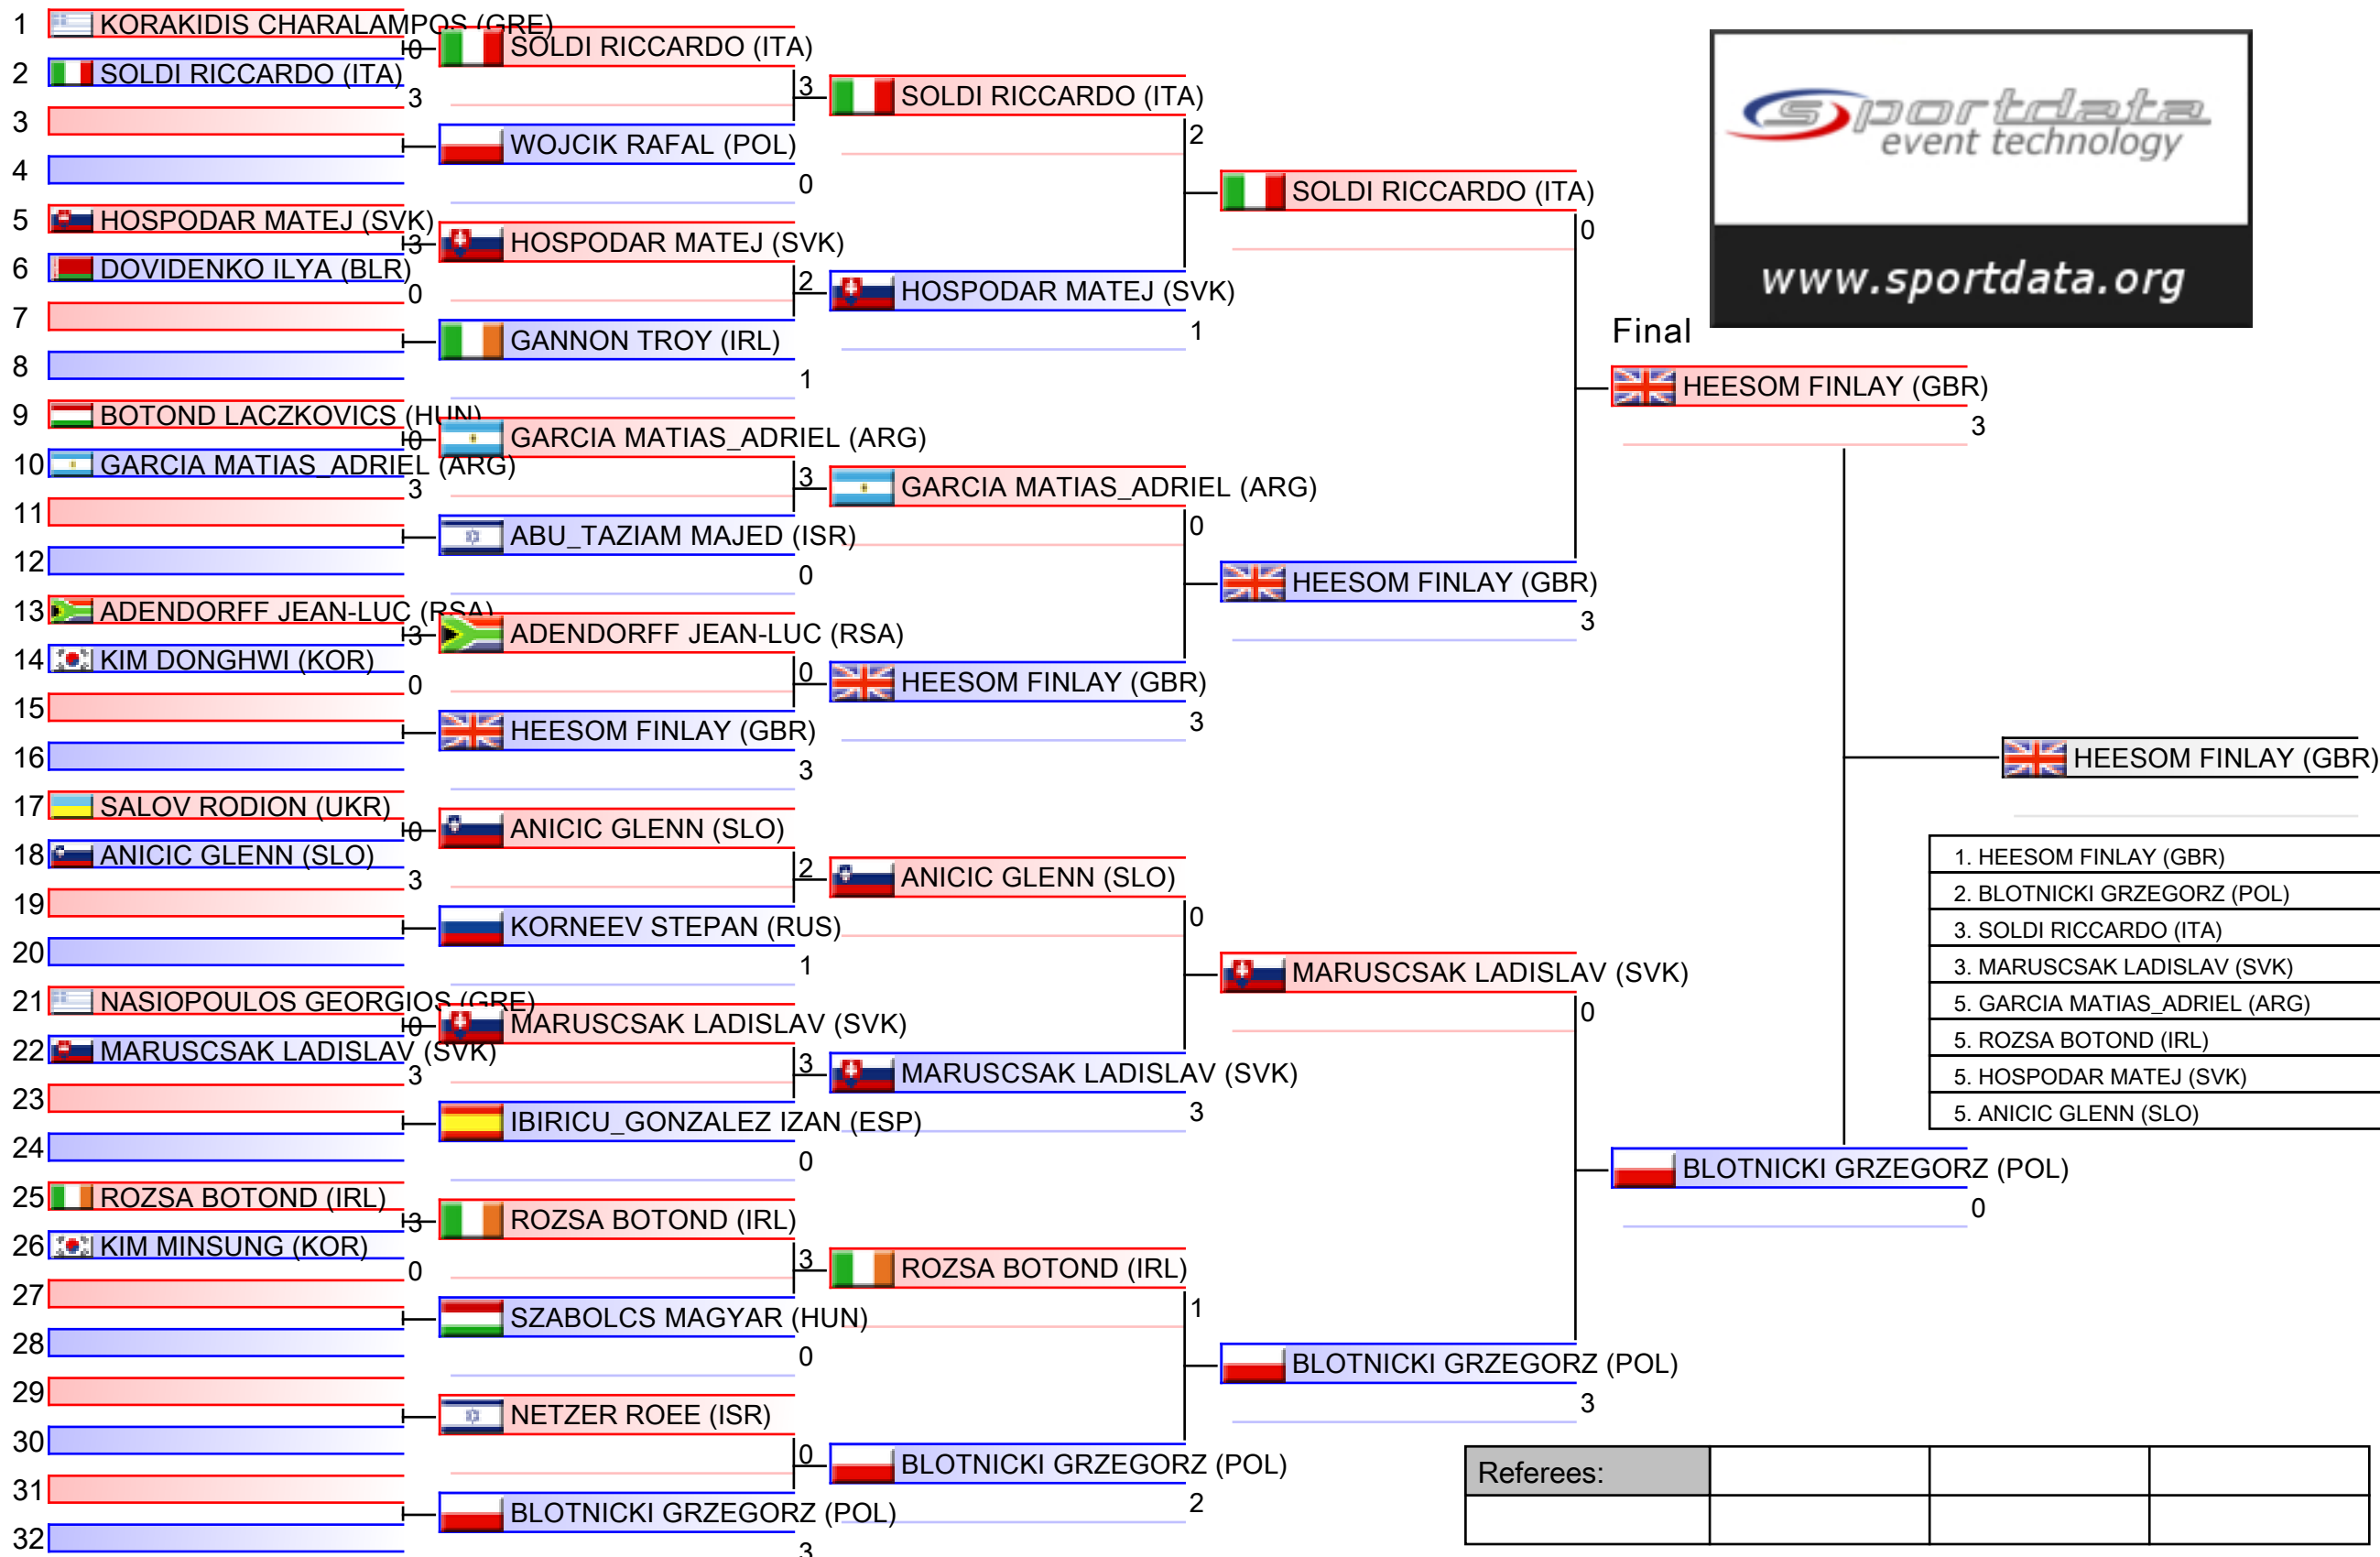 1 KORAKIDIS CHARALAMPOS (GRE)
0
2 SOLDI RICCARDO (ITA)
3
3
4
5 HOSPODAR MATEJ (SVK)
3
6 DOVIDENKO ILYA (BLR)
0
7
8
9 BOTOND LACZKOVICS (HUN)
0
10 GARCIA MATIAS_ADRIEL (ARG)
3
11
12
13 ADENDORFF JEAN-LUC (RSA)
3
14 KIM DONGHWI (KOR)
0
15
16
17 SALOV RODION (UKR)
0
18 ANICIC GLENN (SLO)
3
19
20
21 NASIOPOULOS GEORGIOS (GRE)
0
22 MARUSCSAK LADISLAV (SVK)
3
23
24
25 ROZSA BOTOND (IRL)
3
26 KIM MINSUNG (KOR)
0
27
28
29
30
31
32
SOLDI RICCARDO (ITA)
3
WOJCIK RAFAL (POL)
0
HOSPODAR MATEJ (SVK)
2
GANNON TROY (IRL)
1
GARCIA MATIAS_ADRIEL (ARG)
3
ABU_TAZIAM MAJED (ISR)
0
ADENDORFF JEAN-LUC (RSA)
0
HEESOM FINLAY (GBR)
3
ANICIC GLENN (SLO)
2
KORNEEV STEPAN (RUS)
1
MARUSCSAK LADISLAV (SVK)
3
IBIRICU_GONZALEZ IZAN (ESP)
0
ROZSA BOTOND (IRL)
3
SZABOLCS MAGYAR (HUN)
0
NETZER ROEE (ISR)
0
BLOTNICKI GRZEGORZ (POL)
3
SOLDI RICCARDO (ITA)
2
HOSPODAR MATEJ (SVK)
1
GARCIA MATIAS_ADRIEL (ARG)
0
HEESOM FINLAY (GBR)
3
ANICIC GLENN (SLO)
0
MARUSCSAK LADISLAV (SVK)
3
ROZSA BOTOND (IRL)
1
BLOTNICKI GRZEGORZ (POL)
2
SOLDI RICCARDO (ITA)
0
HEESOM FINLAY (GBR)
3
MARUSCSAK LADISLAV (SVK)
0
BLOTNICKI GRZEGORZ (POL)
3
Final
HEESOM FINLAY (GBR)
3
BLOTNICKI GRZEGORZ (POL)
0
sportdata
event technology
www.sportdata.org
HEESOM FINLAY (GBR)
1. HEESOM FINLAY (GBR)
2. BLOTNICKI GRZEGORZ (POL)
3. SOLDI RICCARDO (ITA)
3. MARUSCSAK LADISLAV (SVK)
5. GARCIA MATIAS_ADRIEL (ARG)
5. ROZSA BOTOND (IRL)
5. HOSPODAR MATEJ (SVK)
5. ANICIC GLENN (SLO)
Referees: